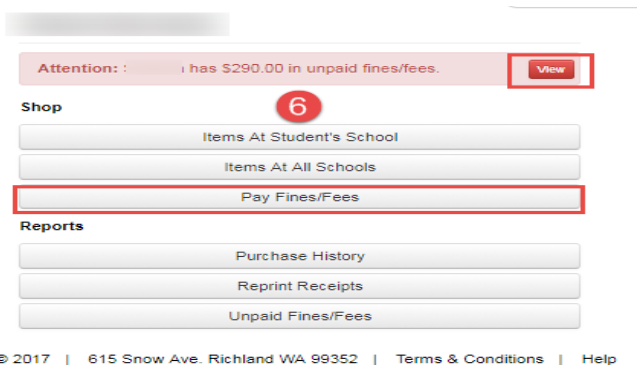 Attention: has $290.00 in unpaid fines/fees. View
Shop
6
Items At Student's School
Items At All Schools
Pay Fines/Fees
Reports
Purchase History
Reprint Receipts
Unpaid Fines/Fees
© 2017 | 615 Snow Ave. Richland WA 99352 | Terms & Conditions | Help